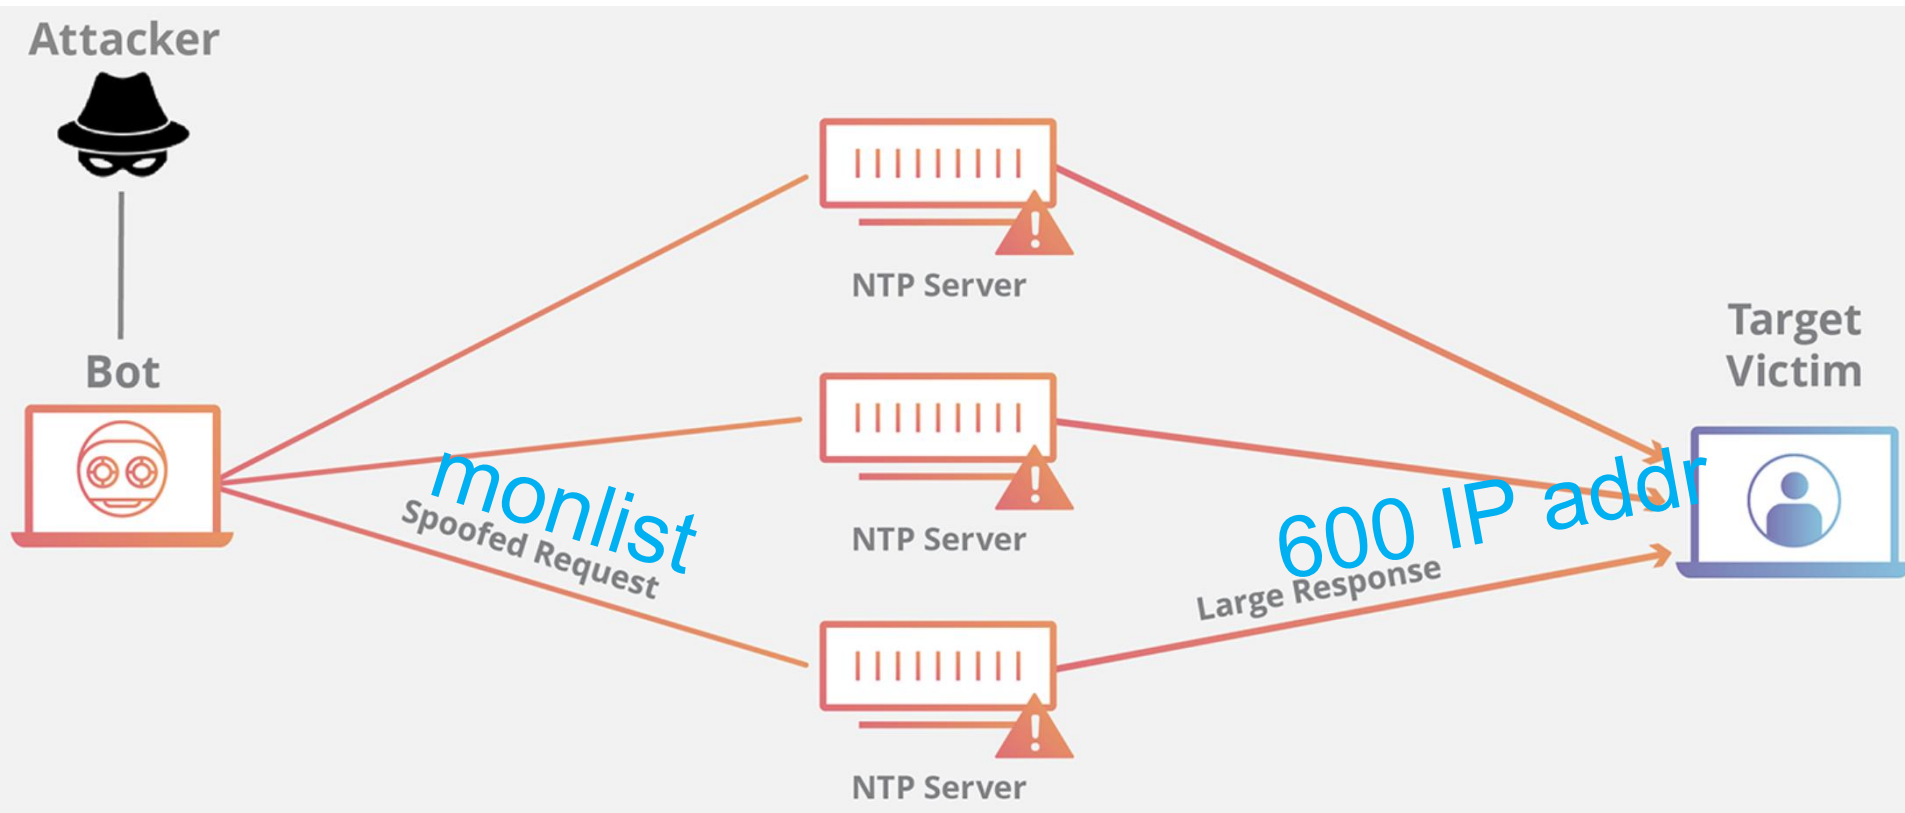 Attacker
Bot
monlist
Spoofed Request
NTP Server
NTP Server
NTP Server
600 IP addr
Large Response
Target
Victim